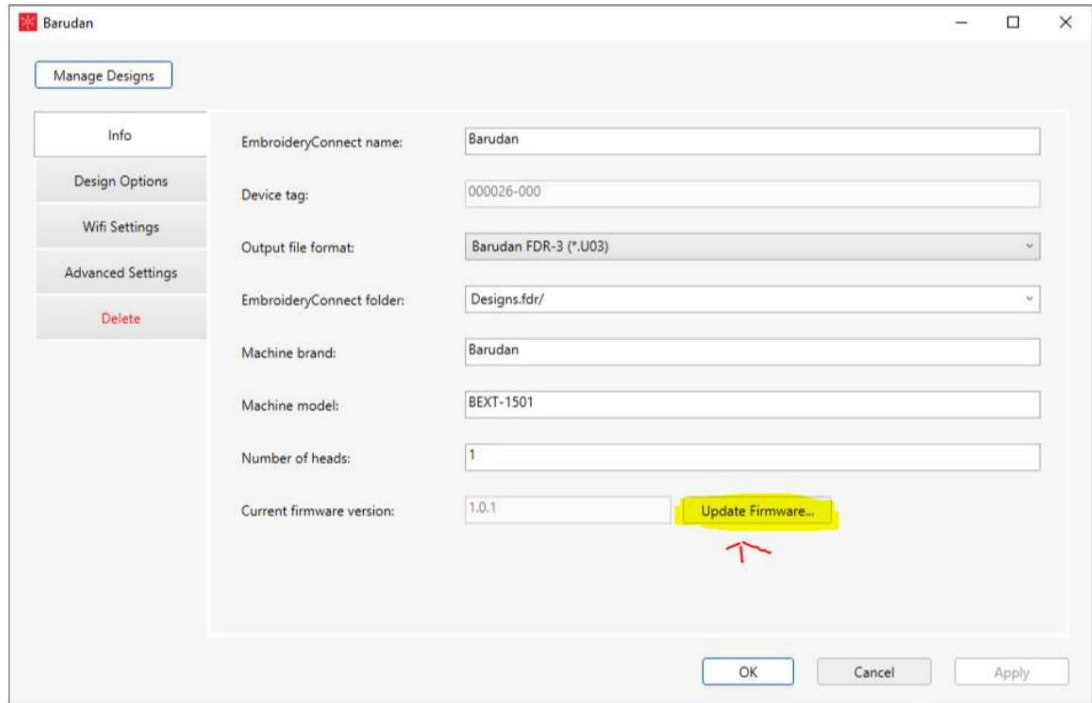 Barudan
Manage Designs
Info
Design Options
Wifi Settings
Advanced Settings
Delete
EmbroideryConnect name: Barudan
Device tag: 000026-000
Output file format: Barudan FDR-3 (*.U03)
EmbroideryConnect folder: Designs.fdr/
Machine brand: Barudan
Machine model: BEXT-1501
Number of heads: 1
Current firmware version: 1.0.1 Update Firmware...
OK Cancel Apply